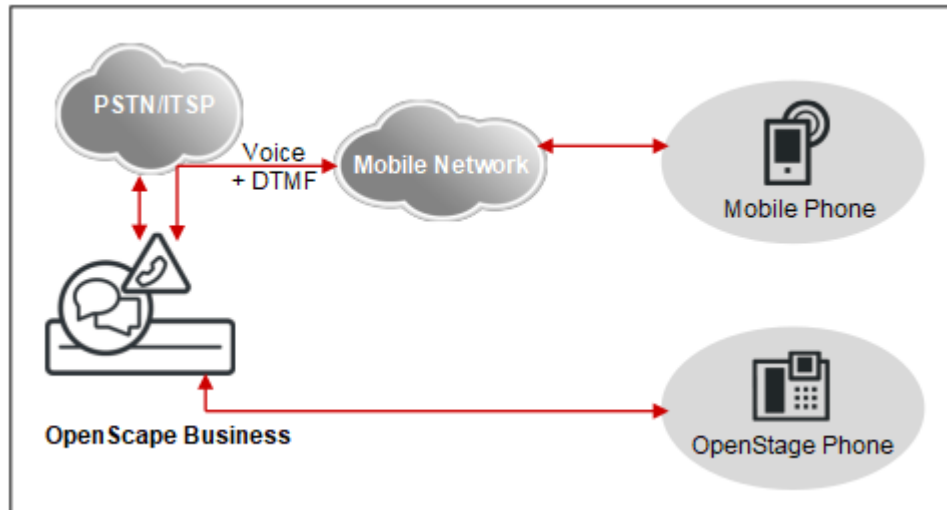 PSTN/ITSP
Voice
+ DTMF
Mobile Network
Mobile Phone
OpenScape Business
OpenStage Phone